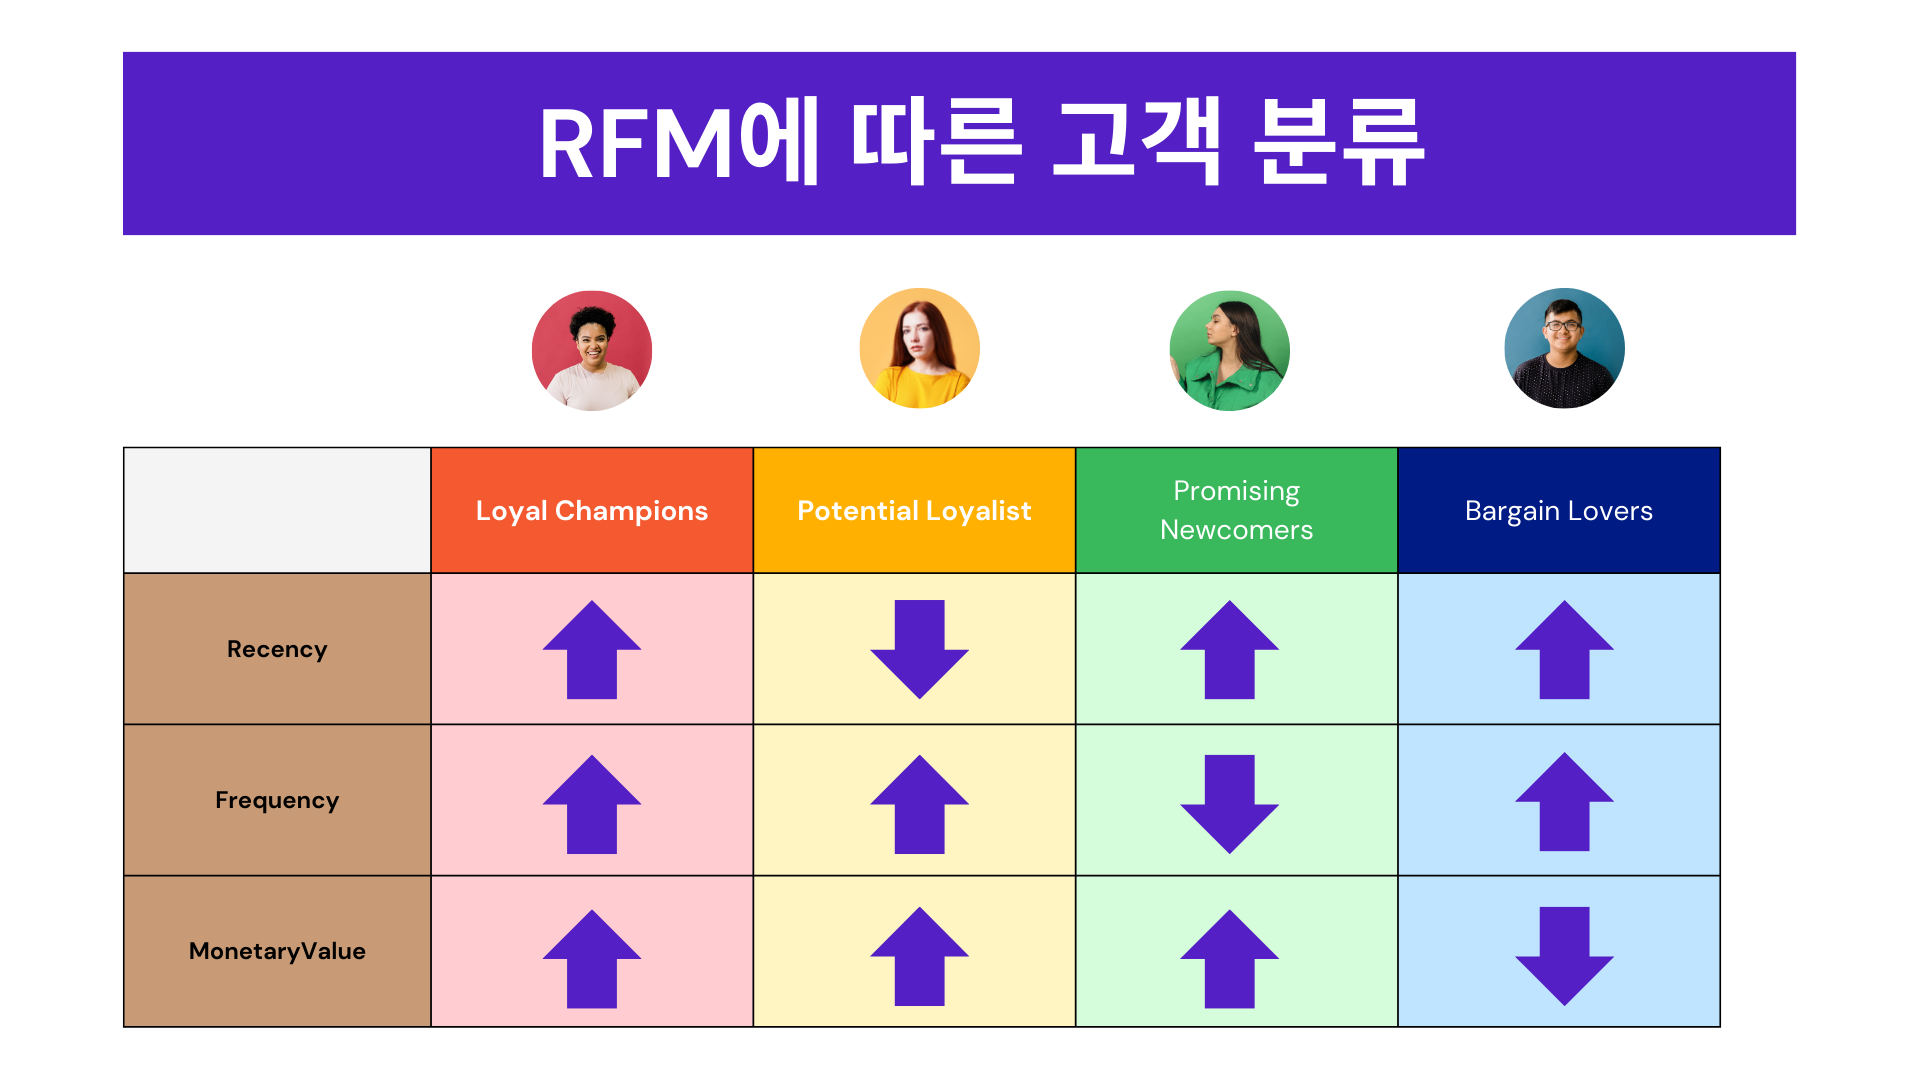 RFM에 따른 고객 분류
Loyal Champions
Potential Loyalist
Promising
Newcomers
Bargain Lovers
Recency
Frequency
MonetaryValue